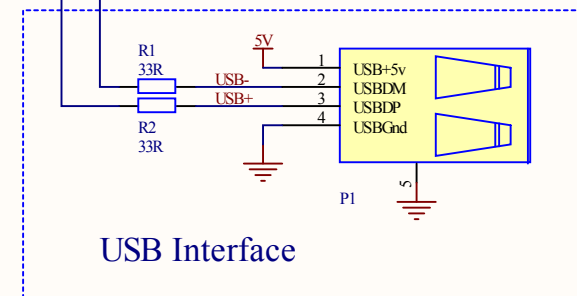 5V
R1
33R
USB-
USB+
R2
33R
1
2
3
4
USB+5v
USBDM
USBDP
USBGnd
5
P1
USB Interface